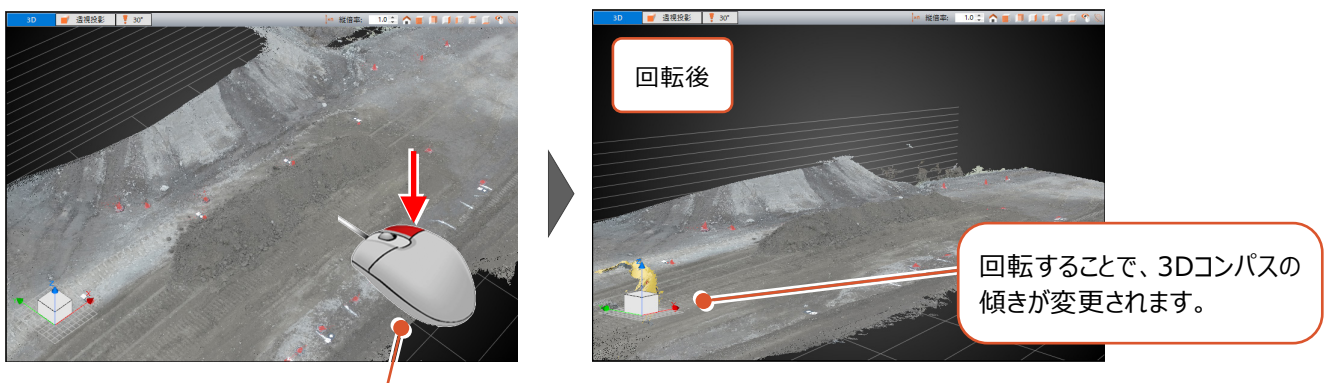 3D 透視投影 30°
縦倍率: 1.0
3D 透視投影 30°
縦倍率: 1.0
回転後
回転することで、3Dコンパスの
傾きが変更されます。